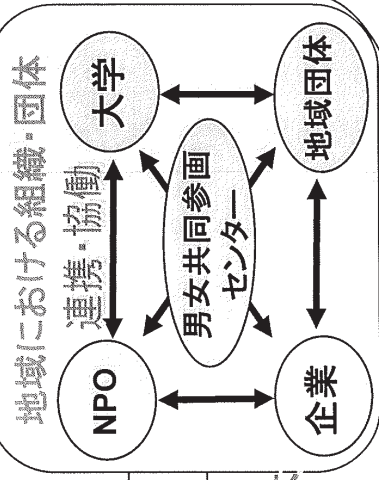 地域における組織・団体
連携・協働
NPO
大学
男女共同参画
センター
企業
地域団体